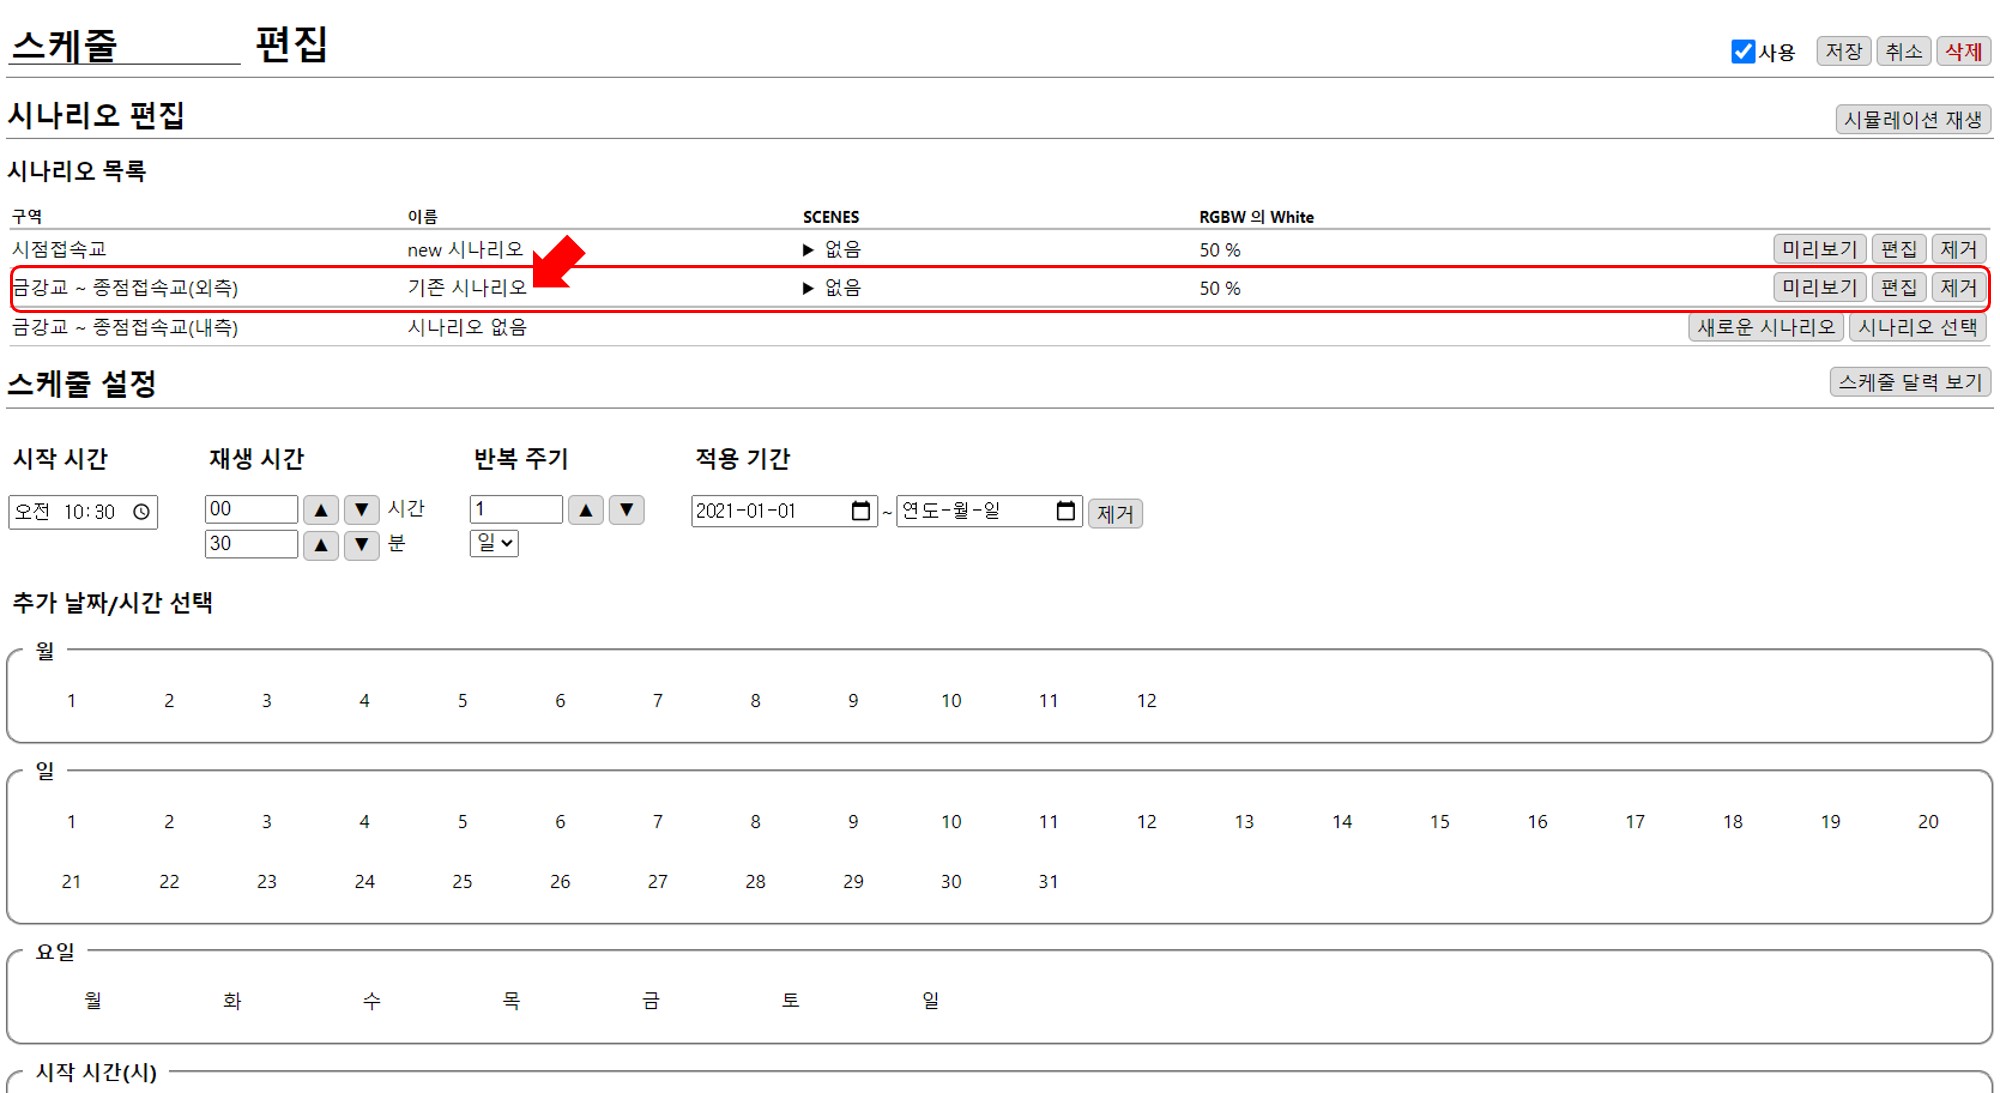 스케줄 편집
사용 저장 취소 삭제
시나리오 편집
시뮬레이션 재생
시나리오 목록
구역 이름 SCENES RGBW 의 White
시점접속교 new 시나리오 ▶ 없음 50 % 미리보기 편집 제거
금강교 ~ 종점접속교(외측) 기존 시나리오 ▶ 없음 50 % 미리보기 편집 제거
금강교 ~ 종점접속교(내측) 시나리오 없음 새로운 시나리오 시나리오 선택
스케줄 설정
스케줄 달력 보기
시작 시간 재생 시간 반복 주기 적용 기간
오전 10:30 00 ▲ ▼ 시간 1 ▲ ▼ 2021-01-01 ~ 연도-월-일 제거
30 ▲ ▼ 분 일
추가 날짜/시간 선택
월
1 2 3 4 5 6 7 8 9 10 11 12
일
1 2 3 4 5 6 7 8 9 10 11 12 13 14 15 16 17 18 19 20
21 22 23 24 25 26 27 28 29 30 31
요일
월 화 수 목 금 토 일
시작 시간(시)